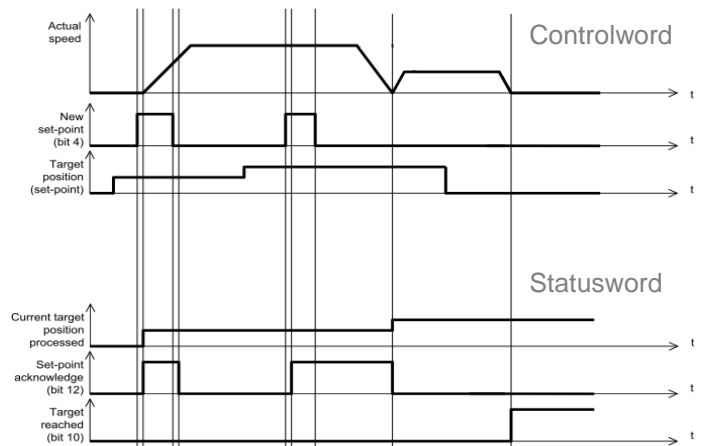 Controlword
Actual
speed
t
New
set-point
(bit 4)
t
Target
position
(set-point)
t
Statusword
Current target
position
processed
t
Set-point
acknowledge
(bit 12)
t
Target
reached
(bit 10)
t